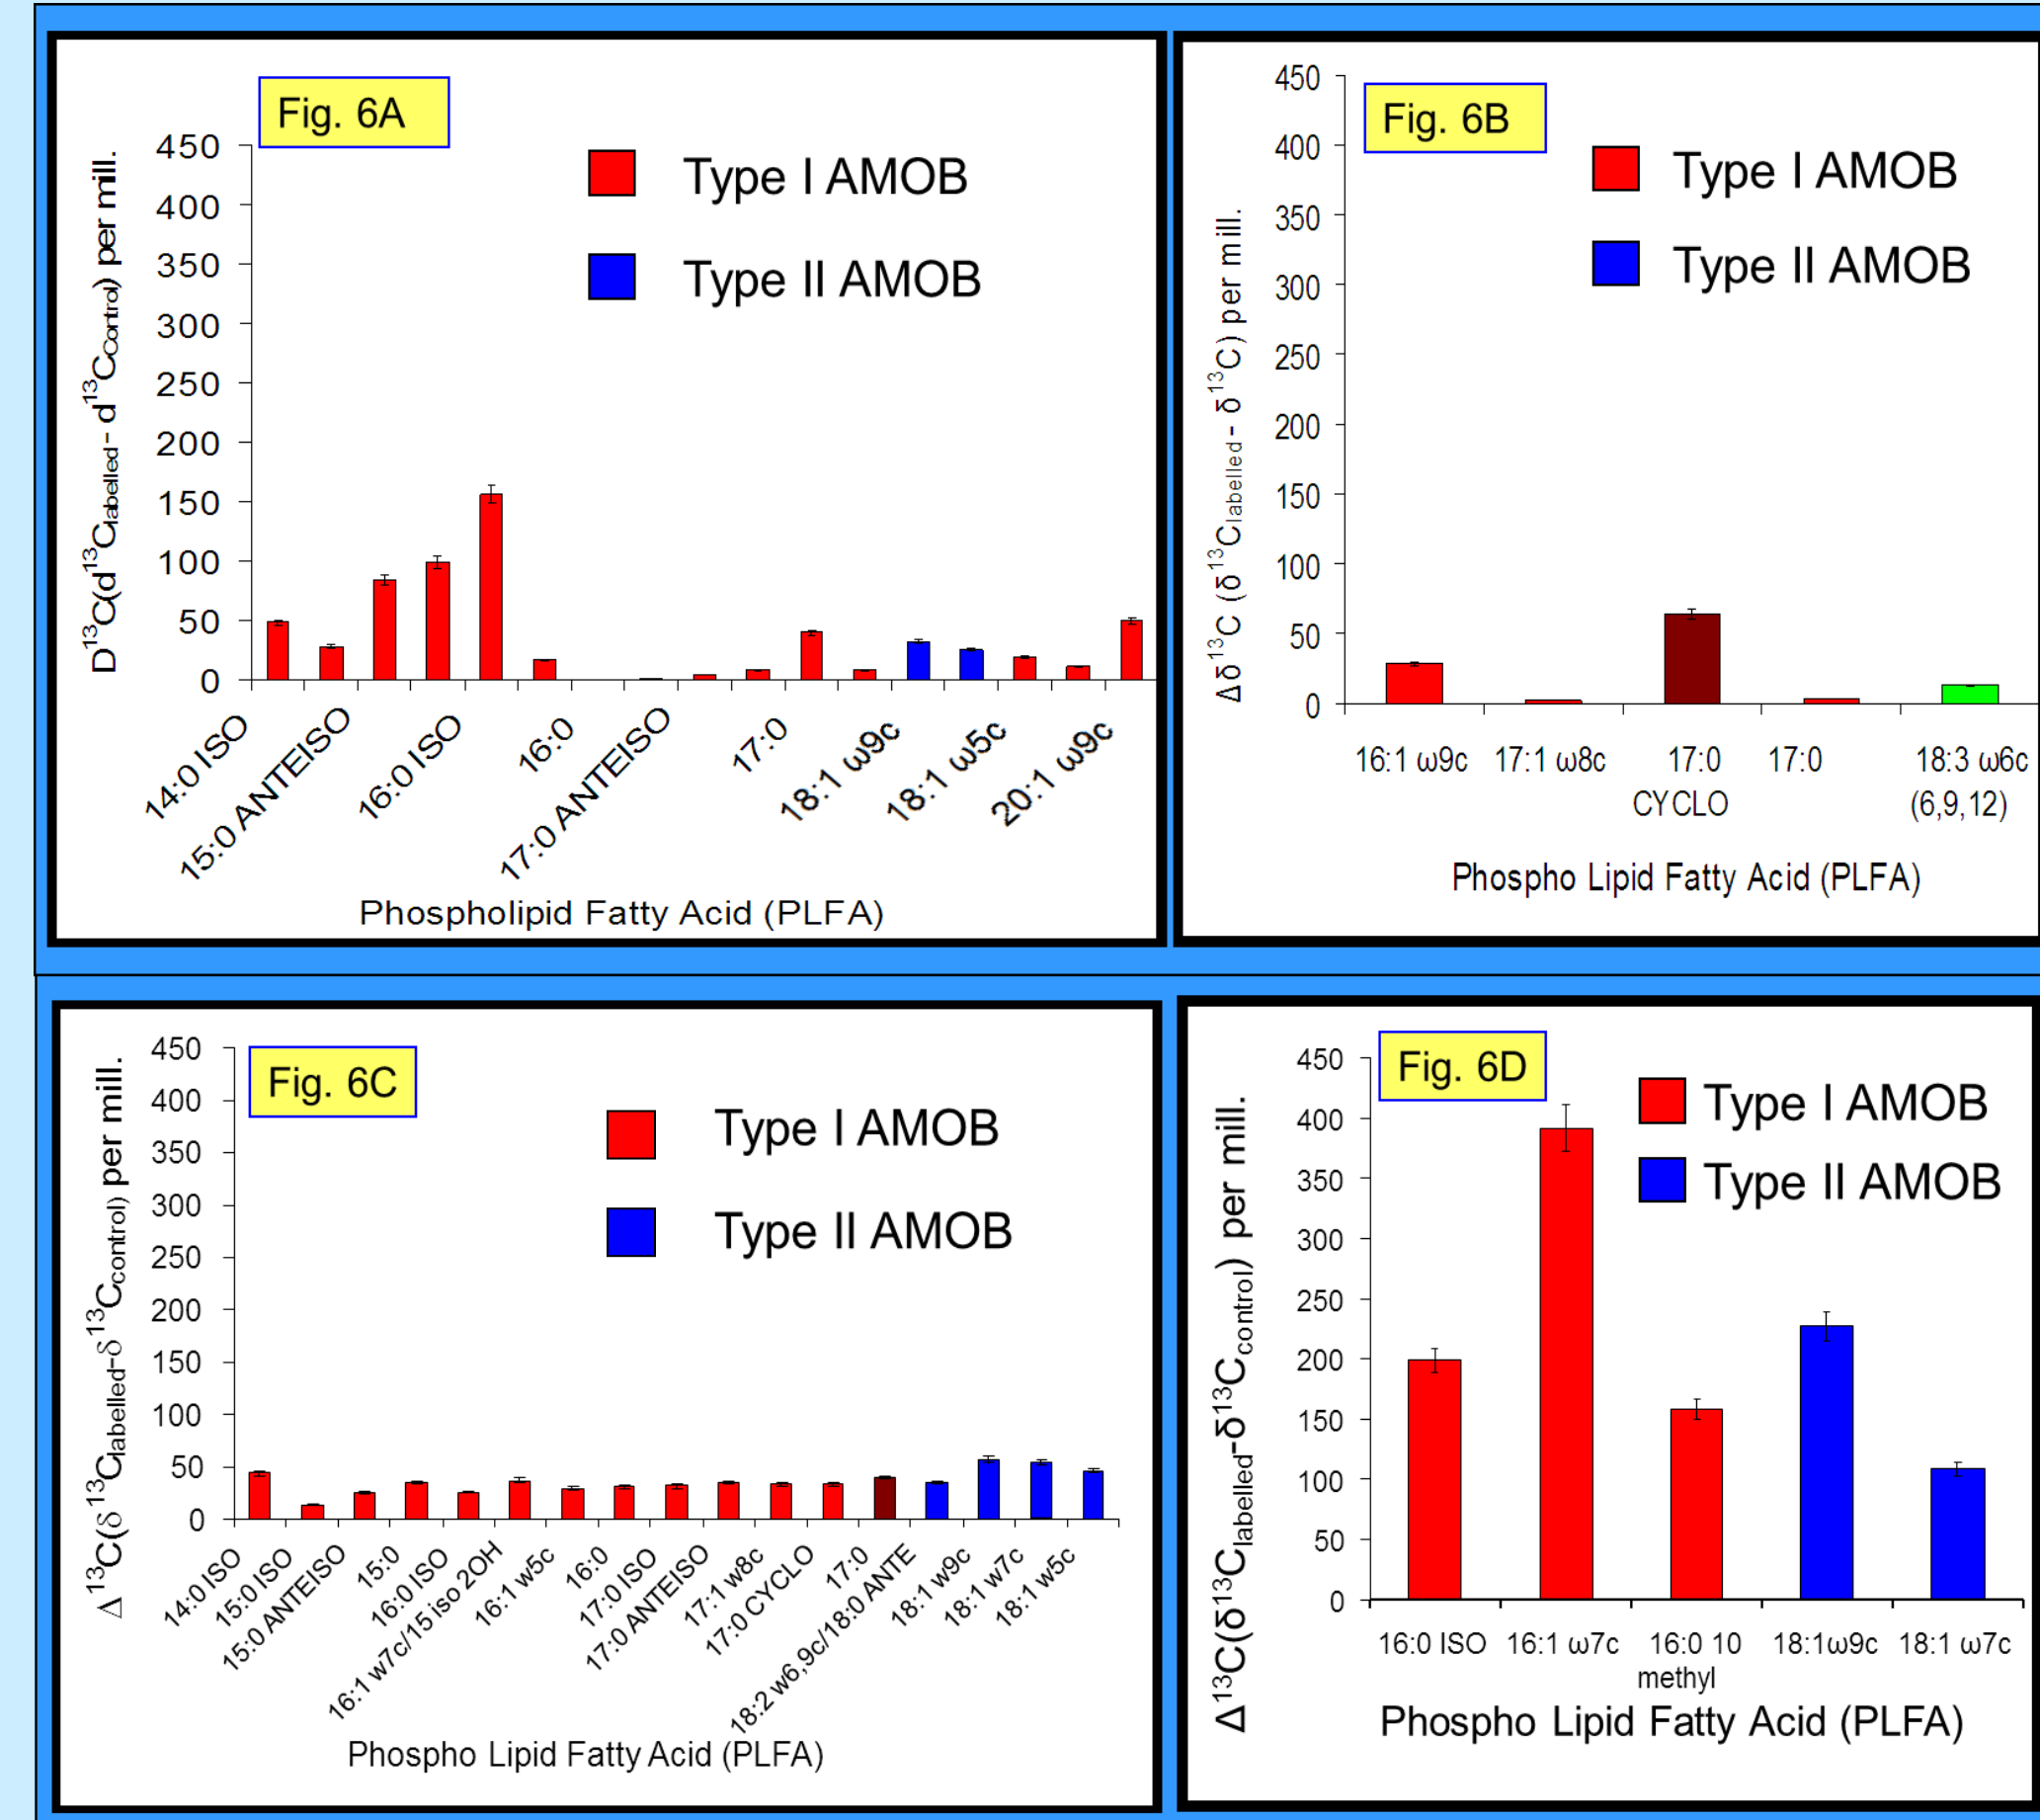 Fig. 6A
Type I AMOB
Type II AMOB
D¹³C(d¹³Clabelled- d¹³CControl) per mill.
450
400
350
300
250
200
150
100
50
0
14:0 ISO
15:0 ANTEISO
16:0 ISO
16:0
17:0 ANTEISO
17:0
18:1 ω9c
18:1 ω5c
20:1 ω9c
Phospholipid Fatty Acid (PLFA)
Fig. 6B
Type I AMOB
Type II AMOB
Δδ¹³C (δ¹³Clabelled - δ¹³C) per mill.
450
400
350
300
250
200
150
100
50
0
16:1 ω9c
17:1 ω8c
17:0
CYCLO
17:0
18:3 ω6c
(6,9,12)
Phospho Lipid Fatty Acid (PLFA)
Fig. 6C
Type I AMOB
Type II AMOB
Δ ¹³C(δ ¹³Clabelled-δ ¹³Ccontrol) per mill.
450
400
350
300
250
200
150
100
50
0
14:0 ISO
15:0 ISO
15:0 ANTEISO
15:0
16:0 ISO
16:1 w7c/15 iso 2OH
16:1 w5c
16:0
17:0 ISO
17:0 ANTEISO
17:1 w8c
17:0 CYCLO
17:0
18:2 w6,9c/18:0 ANTE
18:1 w9c
18:1 w7c
18:1 w5c
Phospho Lipid Fatty Acid (PLFA)
Fig. 6D
Type I AMOB
Type II AMOB
Δ¹³C(δ¹³Clabelled-δ¹³Ccontrol) per mill.
450
400
350
300
250
200
150
100
50
0
16:0 ISO
16:1 ω7c
16:0 10
methyl
18:1ω9c
18:1 ω7c
Phospho Lipid Fatty Acid (PLFA)